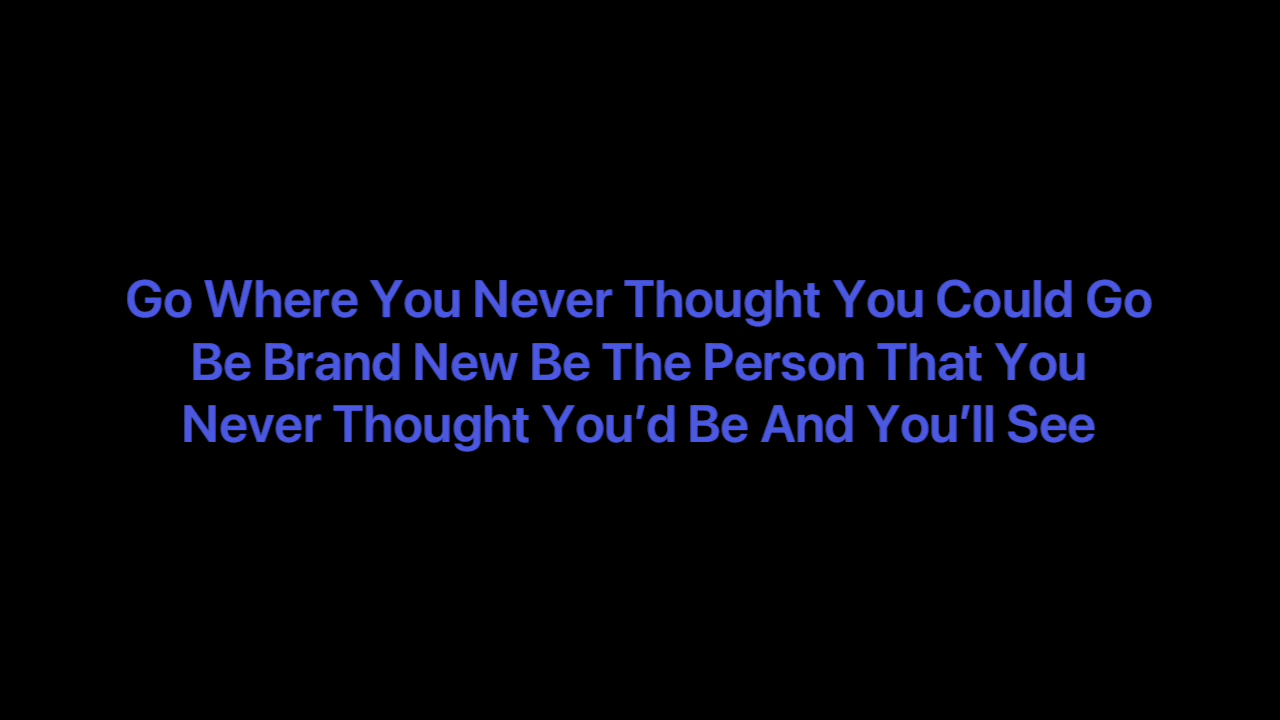 Go Where You Never Thought You Could Go
Be Brand New Be The Person That You
Never Thought You’d Be And You’ll See